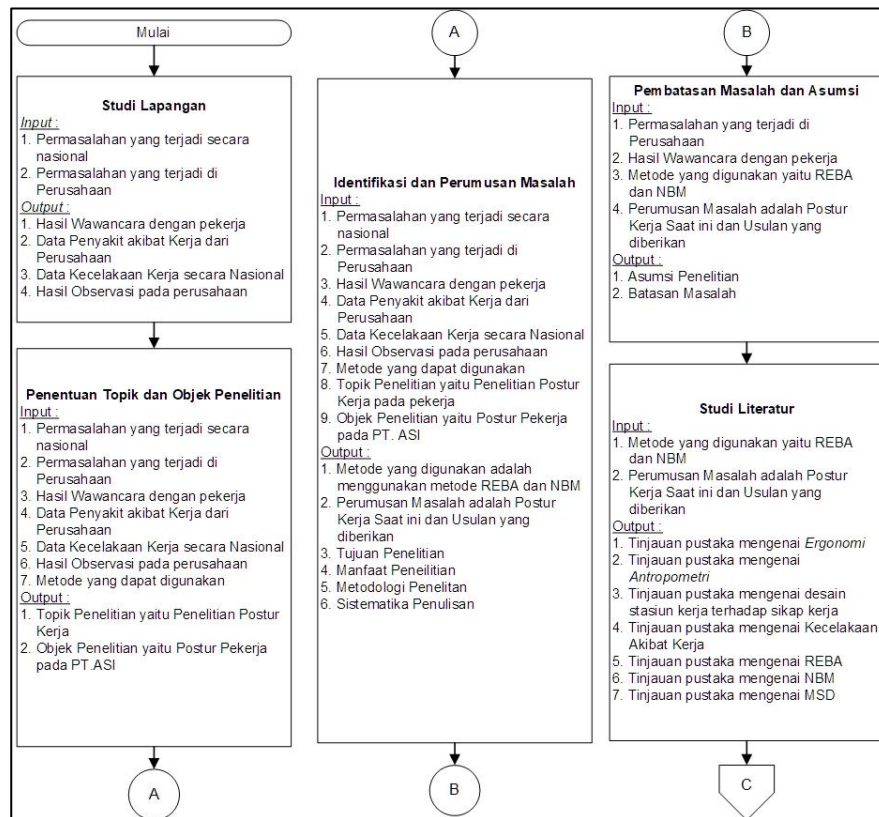 Mulai
Studi Lapangan
Input :
1. Permasalahan yang terjadi secara
nasional
2. Permasalahan yang terjadi di
Perusahaan
Output :
1. Hasil Wawancara dengan pekerja
2. Data Penyakit akibat Kerja dari
Perusahaan
3. Data Kecelakaan Kerja secara Nasional
4. Hasil Observasi pada perusahaan
Penentuan Topik dan Objek Penelitian
Input :
1. Permasalahan yang terjadi secara
nasional
2. Permasalahan yang terjadi di
Perusahaan
3. Hasil Wawancara dengan pekerja
4. Data Penyakit akibat Kerja dari
Perusahaan
5. Data Kecelakaan Kerja secara Nasional
6. Hasil Observasi pada perusahaan
7. Metode yang dapat digunakan
Output :
1. Topik Penelitian yaitu Penelitian Postur
Kerja
2. Objek Penelitian yaitu Postur Pekerja
pada PT.ASI
A
A
Identifikasi dan Perumusan Masalah
Input :
1. Permasalahan yang terjadi secara
nasional
2. Permasalahan yang terjadi di
Perusahaan
3. Hasil Wawancara dengan pekerja
4. Data Penyakit akibat Kerja dari
Perusahaan
5. Data Kecelakaan Kerja secara Nasional
6. Hasil Observasi pada perusahaan
7. Metode yang dapat digunakan
8. Topik Penelitian yaitu Penelitian Postur
Kerja pada pekerja
9. Objek Penelitian yaitu Postur Pekerja
pada PT. ASI
Output :
1. Metode yang digunakan adalah
menggunakan metode REBA dan NBM
2. Perumusan Masalah adalah Postur
Kerja Saat ini dan Usulan yang
diberikan
3. Tujuan Penelitian
4. Manfaat Peneilitian
5. Metodologi Penelitan
6. Sistematika Penulisan
B
B
Pembatasan Masalah dan Asumsi
Input :
1. Permasalahan yang terjadi di
Perusahaan
2. Hasil Wawancara dengan pekerja
3. Metode yang digunakan yaitu REBA
dan NBM
4. Perumusan Masalah adalah Postur
Kerja Saat ini dan Usulan yang
diberikan
Output :
1. Asumsi Penelitian
2. Batasan Masalah
Studi Literatur
Input :
1. Metode yang digunakan yaitu REBA
dan NBM
2. Perumusan Masalah adalah Postur
Kerja Saat ini dan Usulan yang
diberikan
Output :
1. Tinjauan pustaka mengenai Ergonomi
2. Tinjauan pustaka mengenai
Antropometri
3. Tinjauan pustaka mengenai desain
stasiun kerja terhadap sikap kerja
4. Tinjauan pustaka mengenai Kecelakaan
Akibat Kerja
5. Tinjauan pustaka mengenai REBA
6. Tinjauan pustaka mengenai NBM
7. Tinjauan pustaka mengenai MSD
C